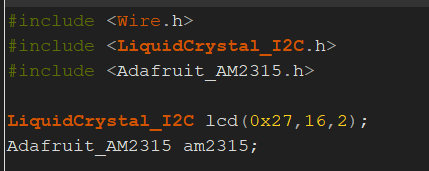 #include <Wire.h>
#include <LiquidCrystal_I2C.h>
#include <Adafruit_AM2315.h>
LiquidCrystal_I2C lcd(0x27,16,2);
Adafruit_AM2315 am2315;